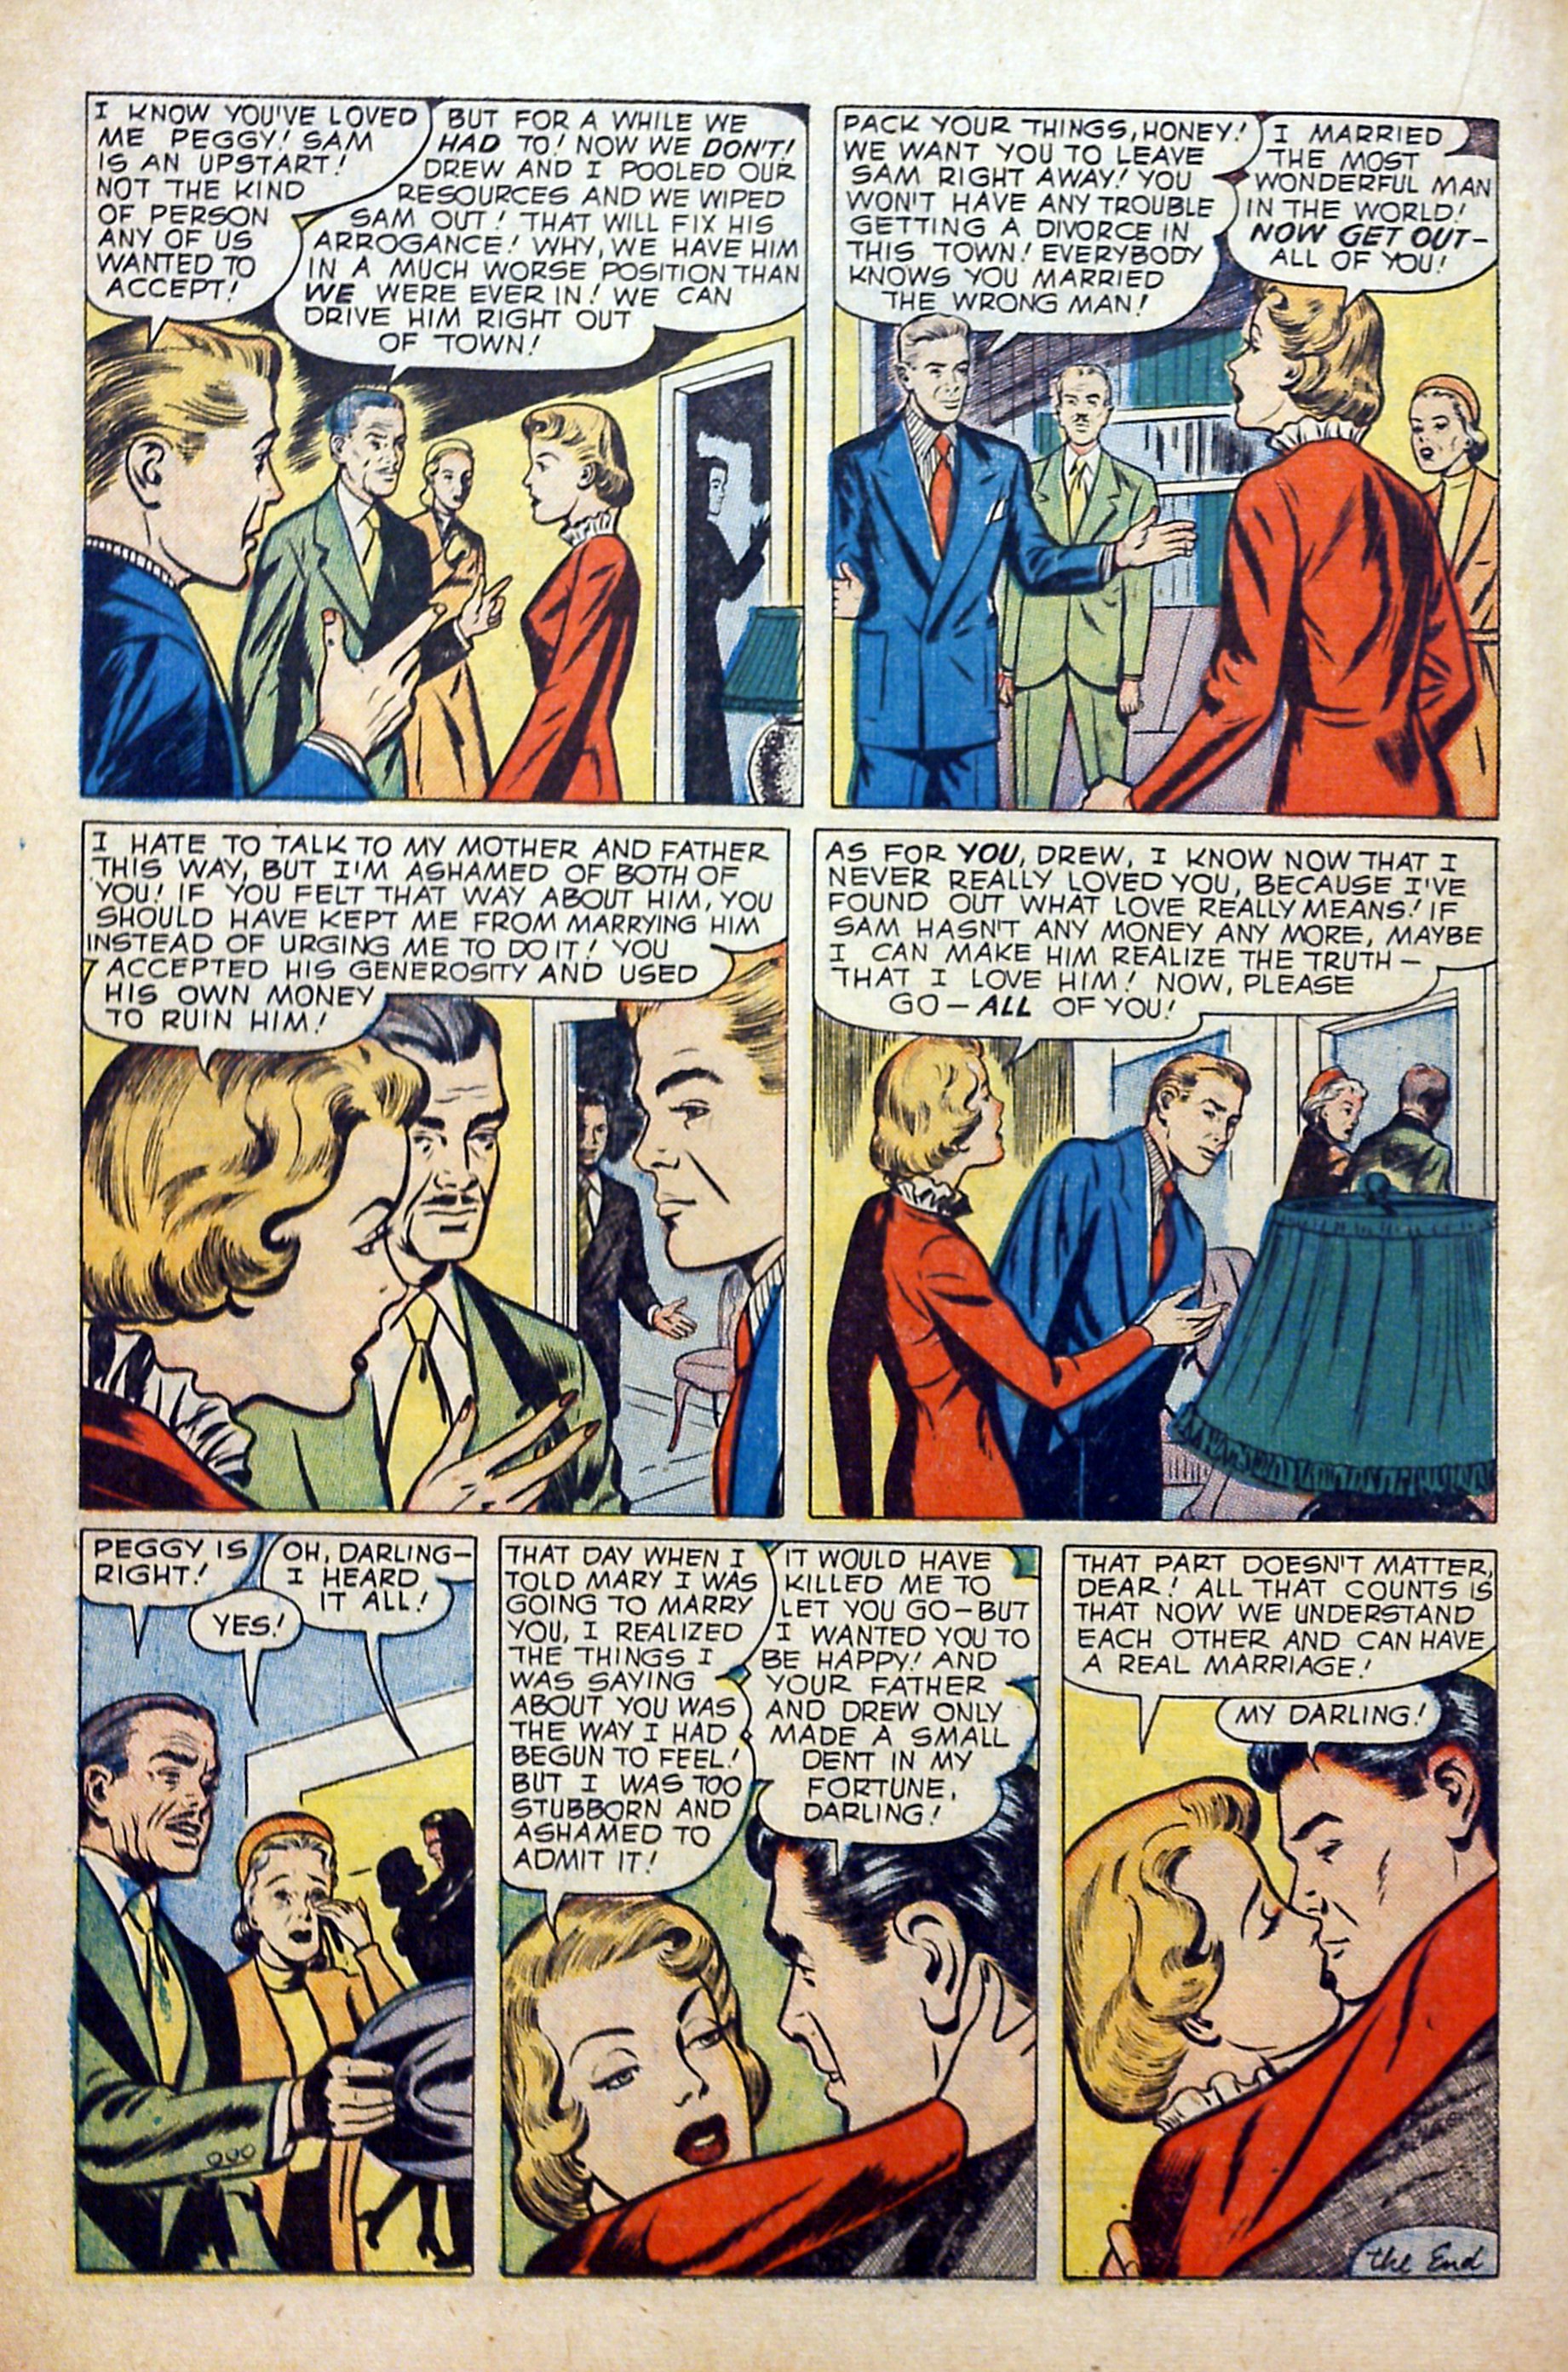 I KNOW YOU'VE LOVED
ME PEGGY! SAM
IS AN UPSTART!
NOT THE KIND
OF PERSON
ANY OF US
WANTED TO
ACCEPT!
BUT FOR A WHILE WE
HAD TO! NOW WE DON'T!
DREW AND I POOLED OUR
RESOURCES AND WE WIPED
SAM OUT! THAT WILL FIX HIS
ARROGANCE! WHY, WE HAVE HIM
IN A MUCH WORSE POSITION THAN
WE WERE EVER IN! WE CAN
DRIVE HIM RIGHT OUT
OF TOWN!
PACK YOUR THINGS, HONEY!
WE WANT YOU TO LEAVE
SAM RIGHT AWAY! YOU
WON'T HAVE ANY TROUBLE
GETTING A DIVORCE IN
THIS TOWN! EVERYBODY
KNOWS YOU MARRIED
THE WRONG MAN!
I MARRIED
THE MOST
WONDERFUL MAN
IN THE WORLD!
NOW GET OUT-
ALL OF YOU!
I HATE TO TALK TO MY MOTHER AND FATHER
THIS WAY, BUT I'M ASHAMED OF BOTH OF
YOU! IF YOU FELT THAT WAY ABOUT HIM, YOU
SHOULD HAVE KEPT ME FROM MARRYING HIM
INSTEAD OF URGING ME TO DO IT! YOU
ACCEPTED HIS GENEROSITY AND USED
HIS OWN MONEY
TO RUIN HIM!
AS FOR YOU, DREW, I KNOW NOW THAT I
NEVER REALLY LOVED YOU, BECAUSE I'VE
FOUND OUT WHAT LOVE REALLY MEANS! IF
SAM HASN'T ANY MONEY ANY MORE, MAYBE
I CAN MAKE HIM REALIZE THE TRUTH-
THAT I LOVE HIM! NOW, PLEASE
GO-ALL OF YOU!
PEGGY IS
RIGHT!
YES!
OH, DARLING-
I HEARD
IT ALL!
THAT DAY WHEN I
TOLD MARY I WAS
GOING TO MARRY
YOU, I REALIZED
THE THINGS I
WAS SAYING
ABOUT YOU WAS
THE WAY I HAD
BEGUN TO FEEL!
BUT I WAS TOO
STUBBORN AND
ASHAMED TO
ADMIT IT!
IT WOULD HAVE
KILLED ME TO
LET YOU GO-BUT
I WANTED YOU TO
BE HAPPY! AND
YOUR FATHER
AND DREW ONLY
MADE A SMALL
DENT IN MY
FORTUNE,
DARLING!
THAT PART DOESN'T MATTER,
DEAR! ALL THAT COUNTS IS
THAT NOW WE UNDERSTAND
EACH OTHER AND CAN HAVE
A REAL MARRIAGE!
MY DARLING!
the End